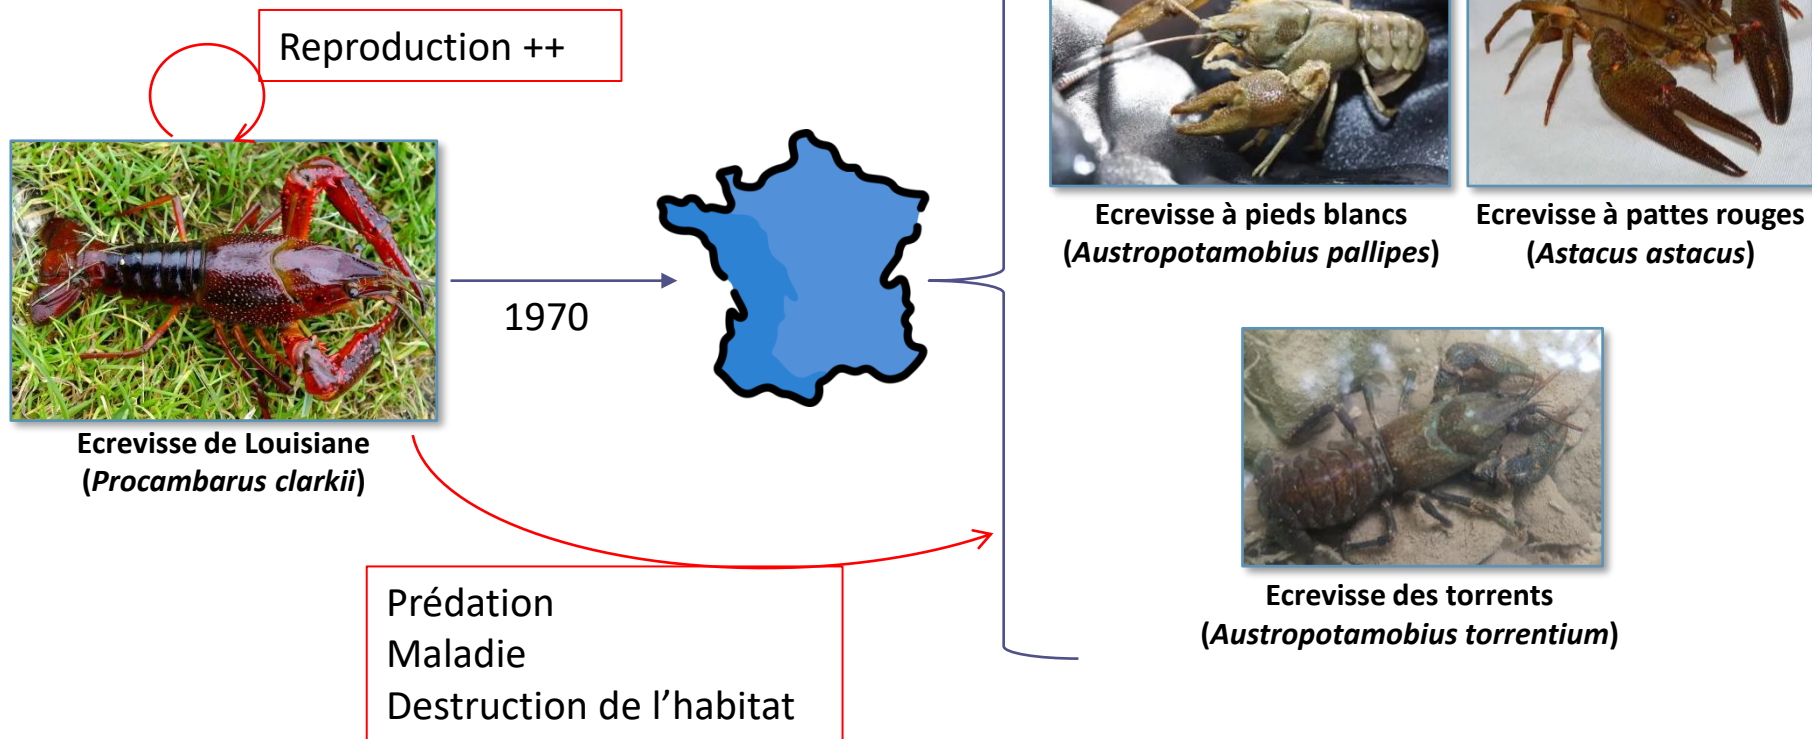 Reproduction ++
Ecrevisse à pieds blancs
(Austropotamobius pallipes)
Ecrevisse à pattes rouges
(Astacus astacus)
1970
Ecrevisse de Louisiane
(Procambarus clarkii)
Ecrevisse des torrents
(Austropotamobius torrentium)
Prédation
Maladie
Destruction de l’habitat